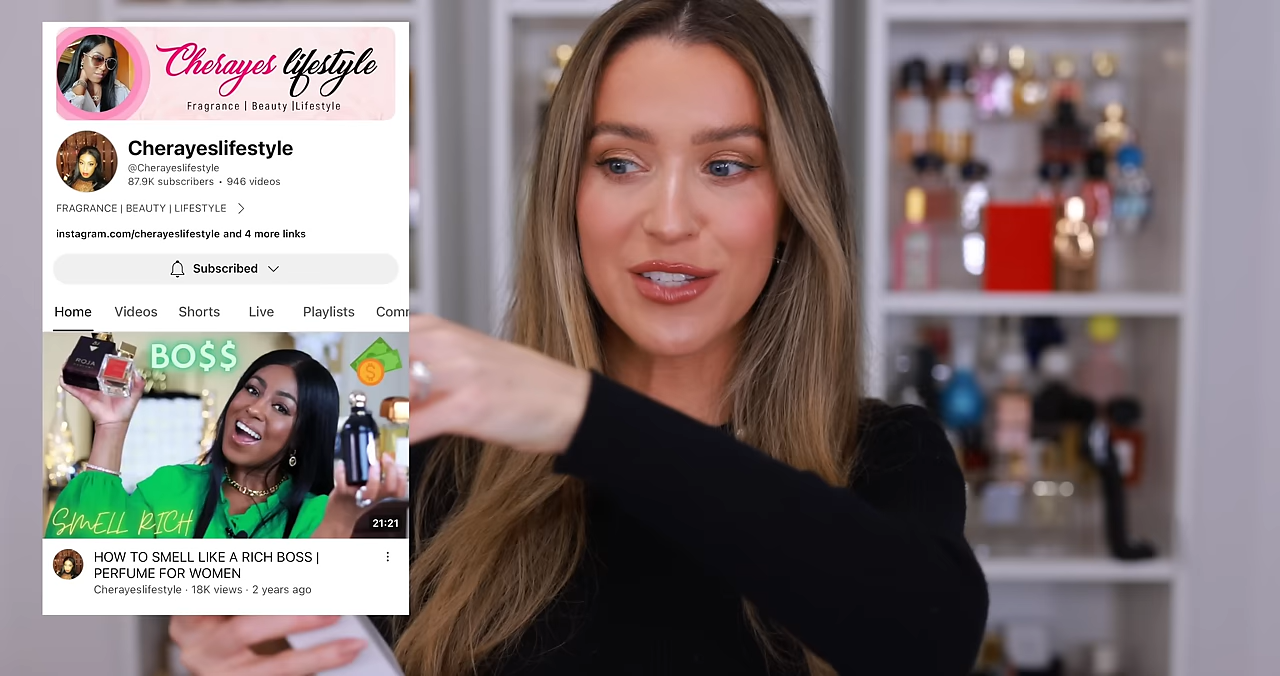 Cherayes lifestyle
Fragrance | Beauty |Lifestyle
Cherayeslifestyle
@Cherayeslifestyle
87.9K subscribers • 946 videos
FRAGRANCE | BEAUTY | LIFESTYLE
instagram.com/cherayeslifestyle and 4 more links
Subscribed
Home Videos Shorts Live Playlists Com
BO$$
ROJA
SMELL RICH
21:21
HOW TO SMELL LIKE A RICH BOSS |
PERFUME FOR WOMEN
Cherayeslifestyle · 18K views · 2 years ago